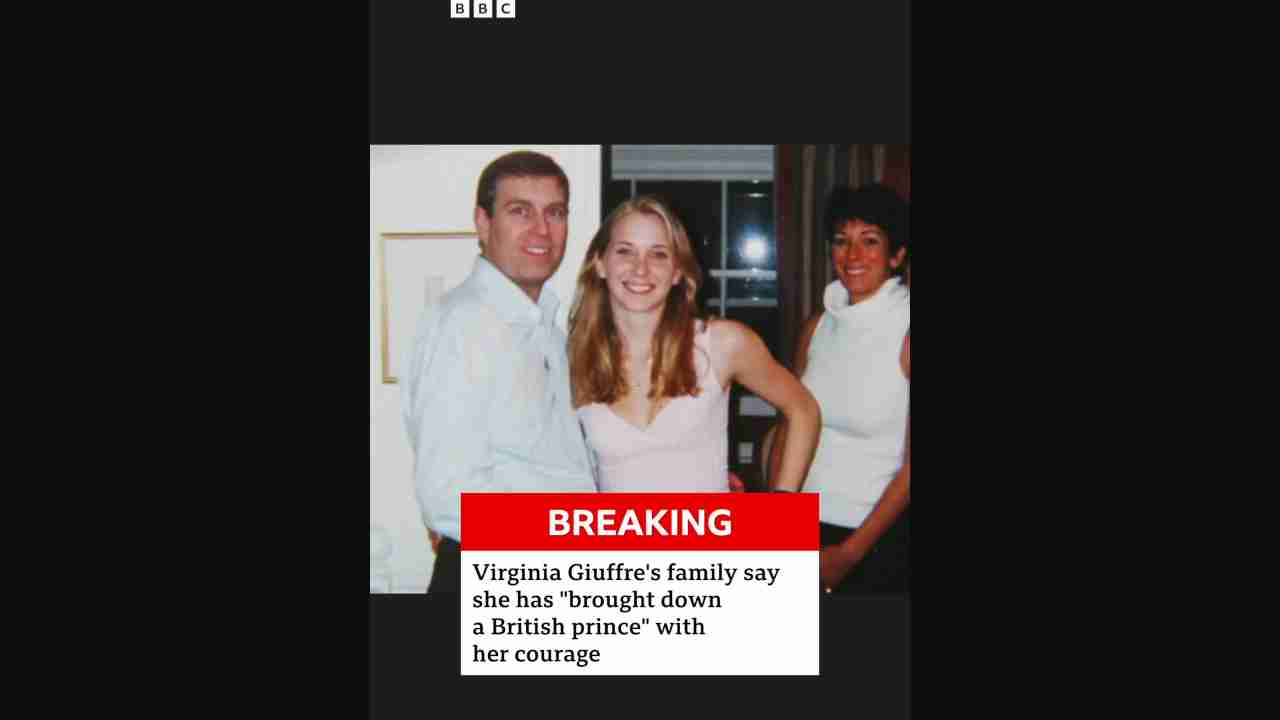 BBC
BREAKING
Virginia Giuffre's family say
she has "brought down
a British prince" with
her courage